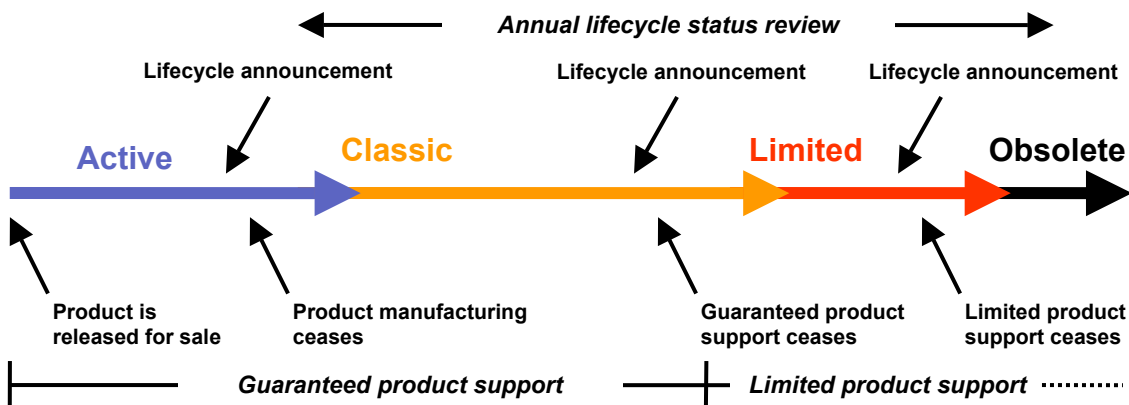 Annual lifecycle status review
Lifecycle announcement
Lifecycle announcement
Lifecycle announcement
Active
Classic
Limited
Obsolete
Product is
released for sale
Product manufacturing
ceases
Guaranteed product
support ceases
Limited product
support ceases
Guaranteed product support
Limited product support